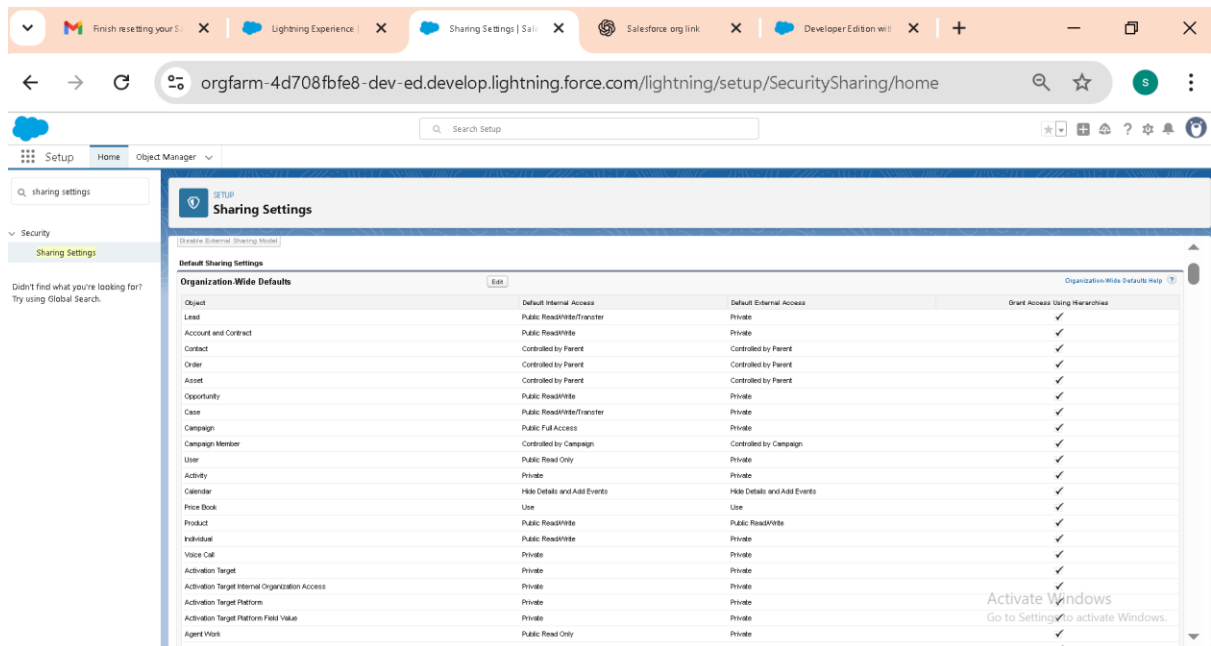 Finish resetting your S
Lightning Experience |
Sharing Settings | Sale
Salesforce org link
Developer Edition with
orgfarm-4d708fbfe8-dev-ed.develop.lightning.force.com/lightning/setup/SecuritySharing/home
S
Search Setup
Setup Home Object Manager
sharing settings
Security
Sharing Settings
Didn't find what you're looking for?
Try using Global Search.
SETUP
Sharing Settings
Disable External Sharing Model
Default Sharing Settings
Organization-Wide Defaults Edit Organization-Wide Defaults Help ?
Object Default Internal Access Default External Access Grant Access Using Hierarchies
Lead Public Read/Write/Transfer Private ✓
Account and Contract Public Read/Write Private ✓
Contact Controlled by Parent Controlled by Parent ✓
Order Controlled by Parent Controlled by Parent ✓
Asset Controlled by Parent Controlled by Parent ✓
Opportunity Public Read/Write Private ✓
Case Public Read/Write/Transfer Private ✓
Campaign Public Full Access Private ✓
Campaign Member Controlled by Campaign Controlled by Campaign ✓
User Public Read Only Private ✓
Activity Private Private ✓
Calendar Hide Details and Add Events Hide Details and Add Events ✓
Price Book Use Use ✓
Product Public Read/Write Public Read/Write ✓
Individual Public Read/Write Private ✓
Voice Call Private Private ✓
Activation Target Private Private ✓
Activation Target Internal Organization Access Private Private ✓
Activation Target Platform Private Private ✓
Activation Target Platform Field Value Private Private ✓
Agent Work Public Read Only Private ✓
Activate Windows
Go to Settings to activate Windows.